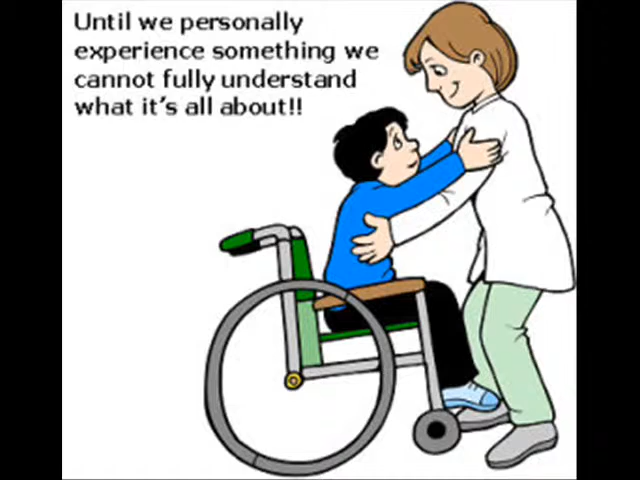 Until we personally
experience something we
cannot fully understand
what it's all about!!